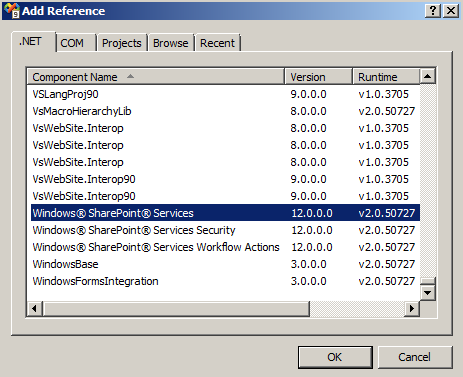 Add Reference
.NET COM Projects Browse Recent
Component Name Version Runtime
VSLangProj90 9.0.0.0 v1.0.3705
VsMacroHierarchyLib 8.0.0.0 v2.0.50727
VsWebSite.Interop 8.0.0.0 v1.0.3705
VsWebSite.Interop 8.0.0.0 v1.0.3705
VsWebSite.Interop 8.0.0.0 v1.0.3705
VsWebSite.Interop90 9.0.0.0 v1.0.3705
VsWebSite.Interop90 9.0.0.0 v1.0.3705
Windows® SharePoint® Services 12.0.0.0 v2.0.50727
Windows® SharePoint® Services Security 12.0.0.0 v2.0.50727
Windows® SharePoint® Services Workflow Actions 12.0.0.0 v2.0.50727
WindowsBase 3.0.0.0 v2.0.50727
WindowsFormsIntegration 3.0.0.0 v2.0.50727
OK Cancel